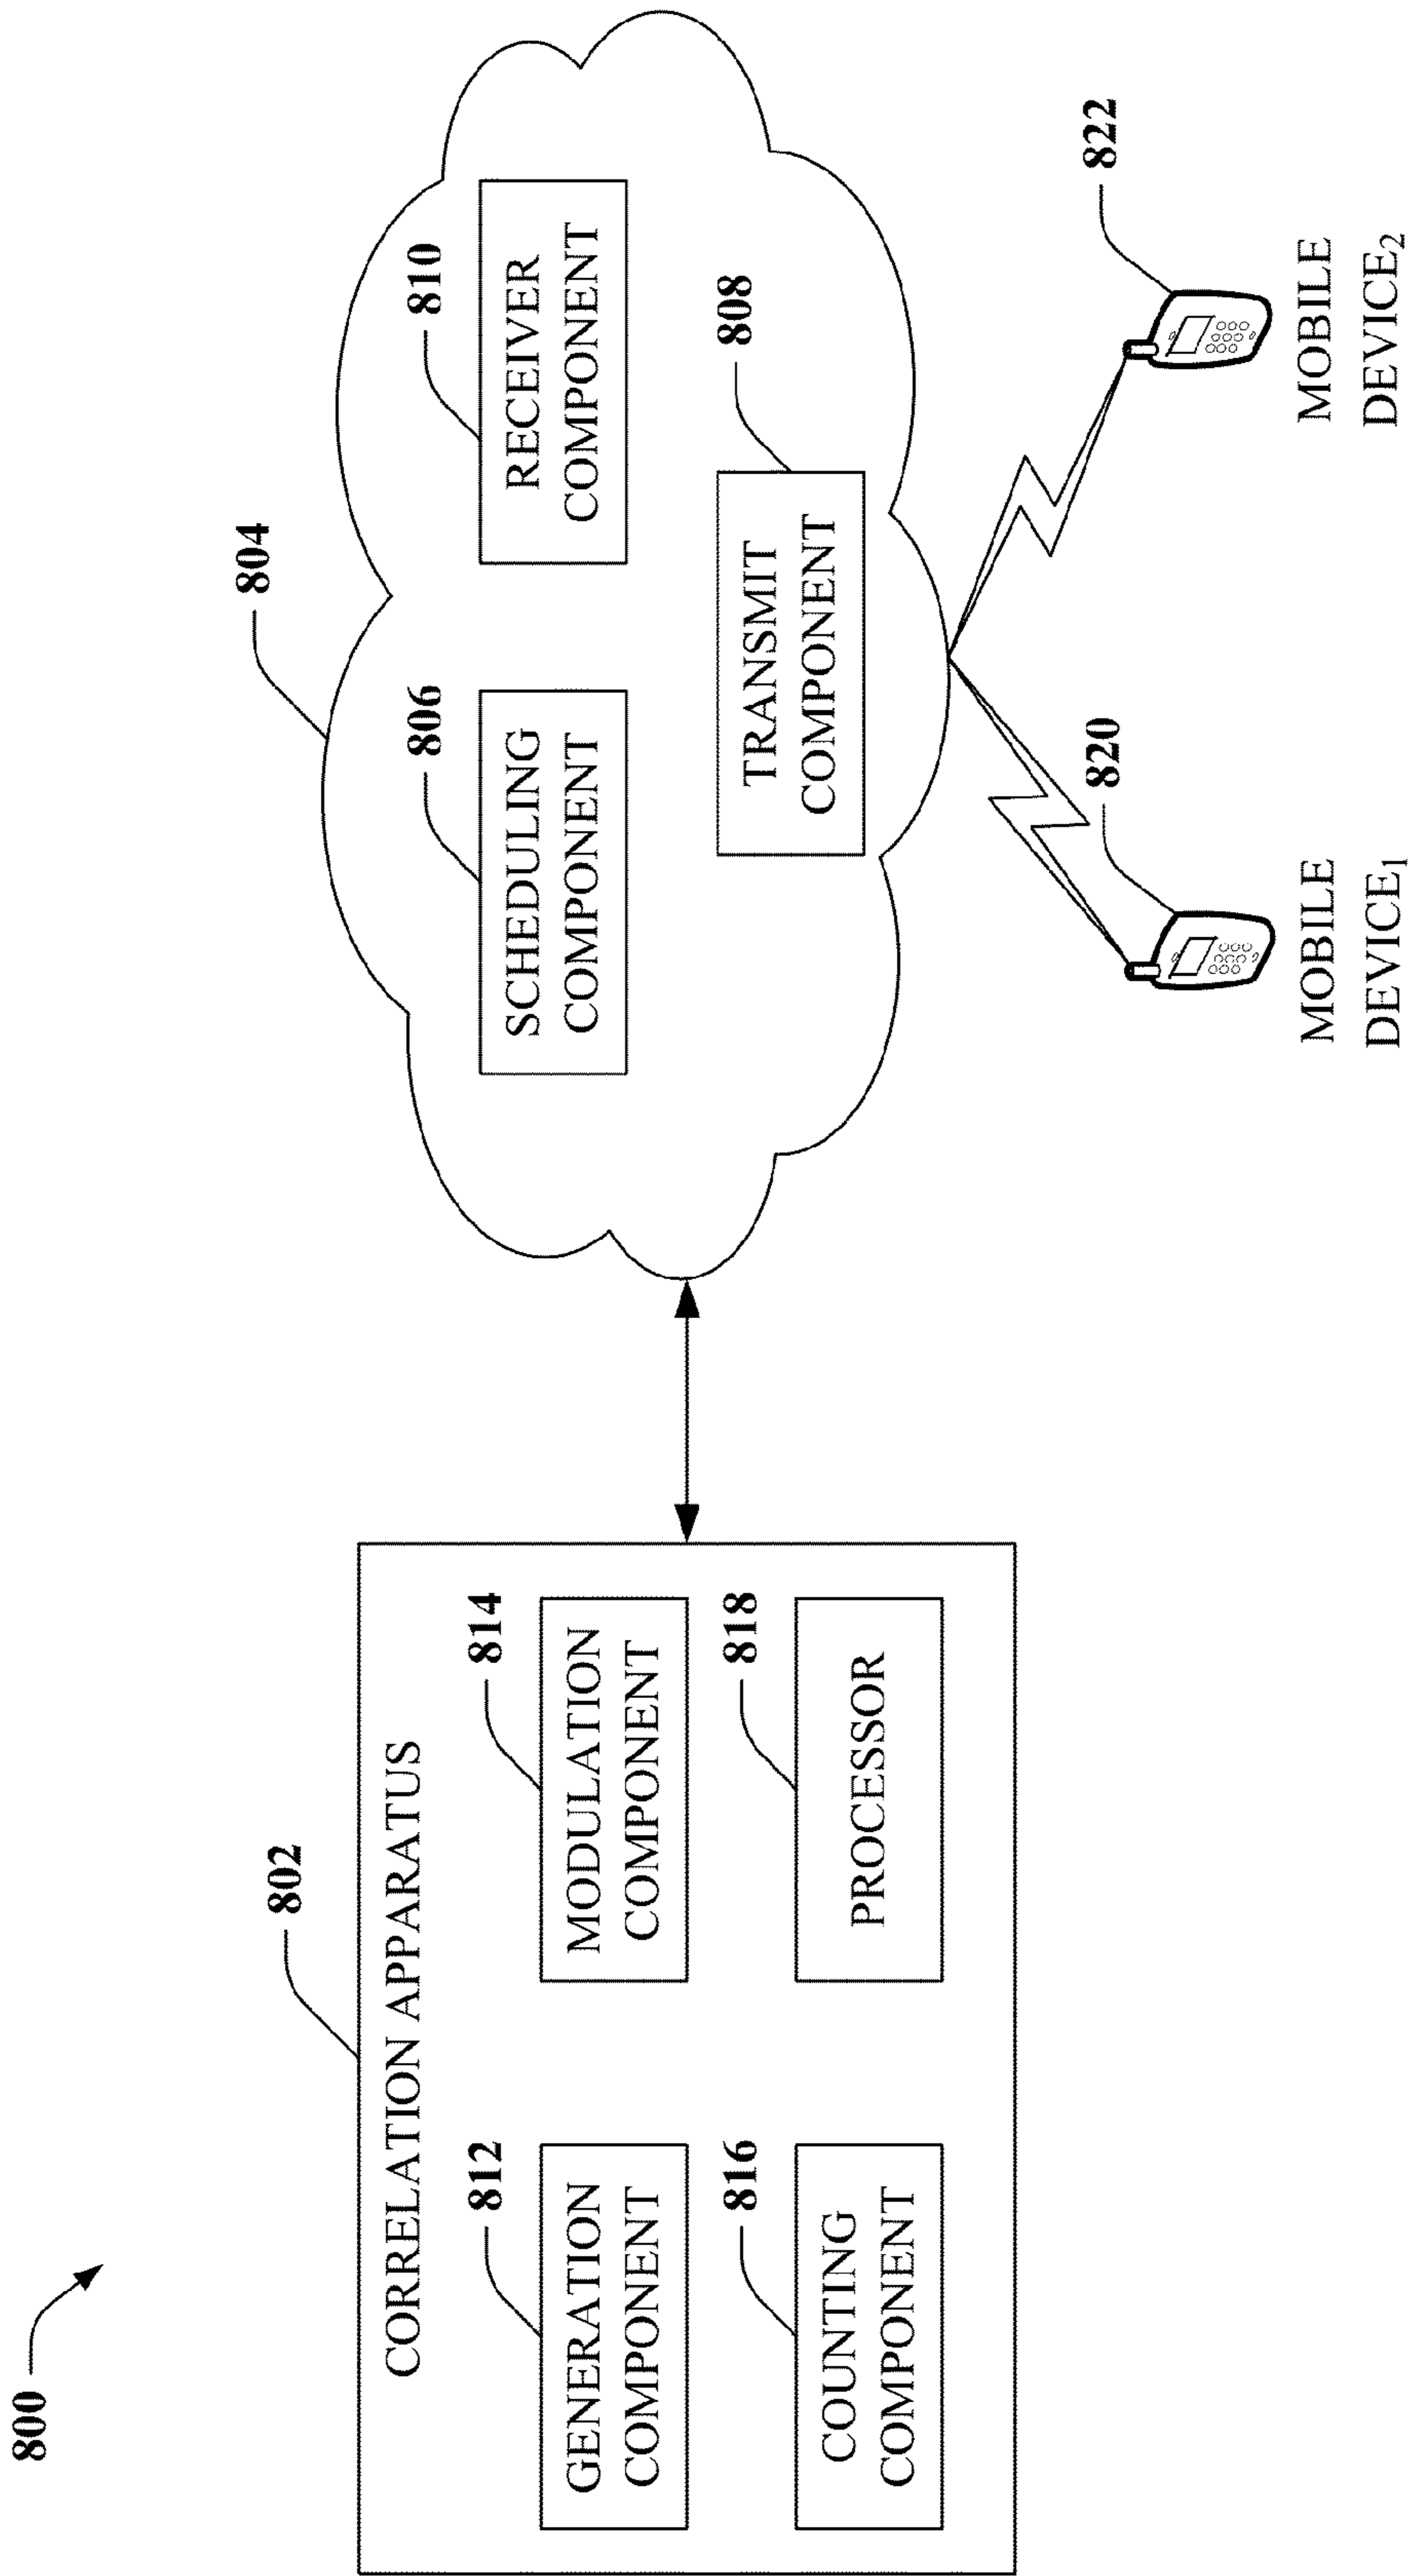 800
802
CORRELATION APPARATUS
812
GENERATION
COMPONENT
814
MODULATION
COMPONENT
816
COUNTING
COMPONENT
818
PROCESSOR
804
806
SCHEDULING
COMPONENT
810
RECEIVER
COMPONENT
808
TRANSMIT
COMPONENT
820
MOBILE
DEVICE₁
822
MOBILE
DEVICE₂